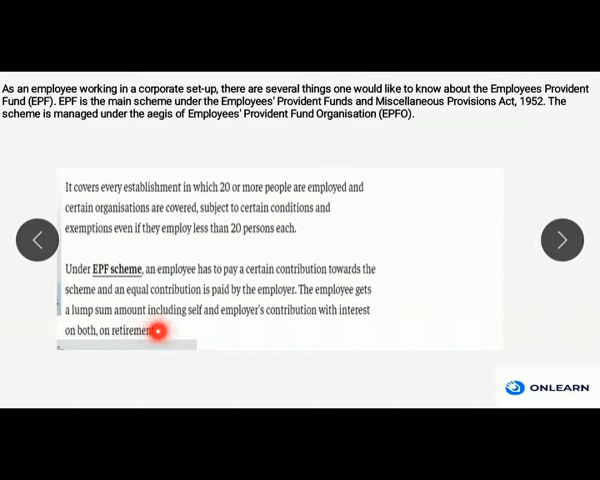 As an employee working in a corporate set-up, there are several things one would like to know about the Employees Provident
Fund (EPF). EPF is the main scheme under the Employees' Provident Funds and Miscellaneous Provisions Act, 1952. The
scheme is managed under the aegis of Employees' Provident Fund Organisation (EPFO).
It covers every establishment in which 20 or more people are employed and
certain organisations are covered, subject to certain conditions and
exemptions even if they employ less than 20 persons each.
Under EPF scheme, an employee has to pay a certain contribution towards the
scheme and an equal contribution is paid by the employer. The employee gets
a lump sum amount including self and employer's contribution with interest
on both, on retirement
ONLEARN